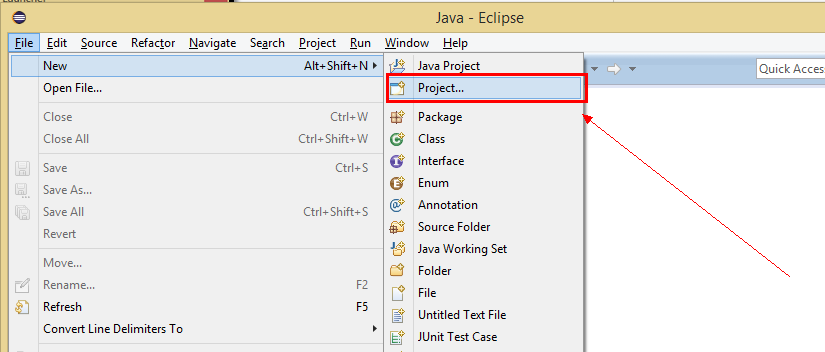 Java - Eclipse
File Edit Source Refactor Navigate Search Project Run Window Help
New Alt+Shift+N
Open File...
Close Ctrl+W
Close All Ctrl+Shift+W
Save Ctrl+S
Save As...
Save All Ctrl+Shift+S
Revert
Move...
Rename... F2
Refresh F5
Convert Line Delimiters To
Java Project
Project...
Package
Class
Interface
Enum
Annotation
Source Folder
Java Working Set
Folder
File
Untitled Text File
JUnit Test Case
Quick Access